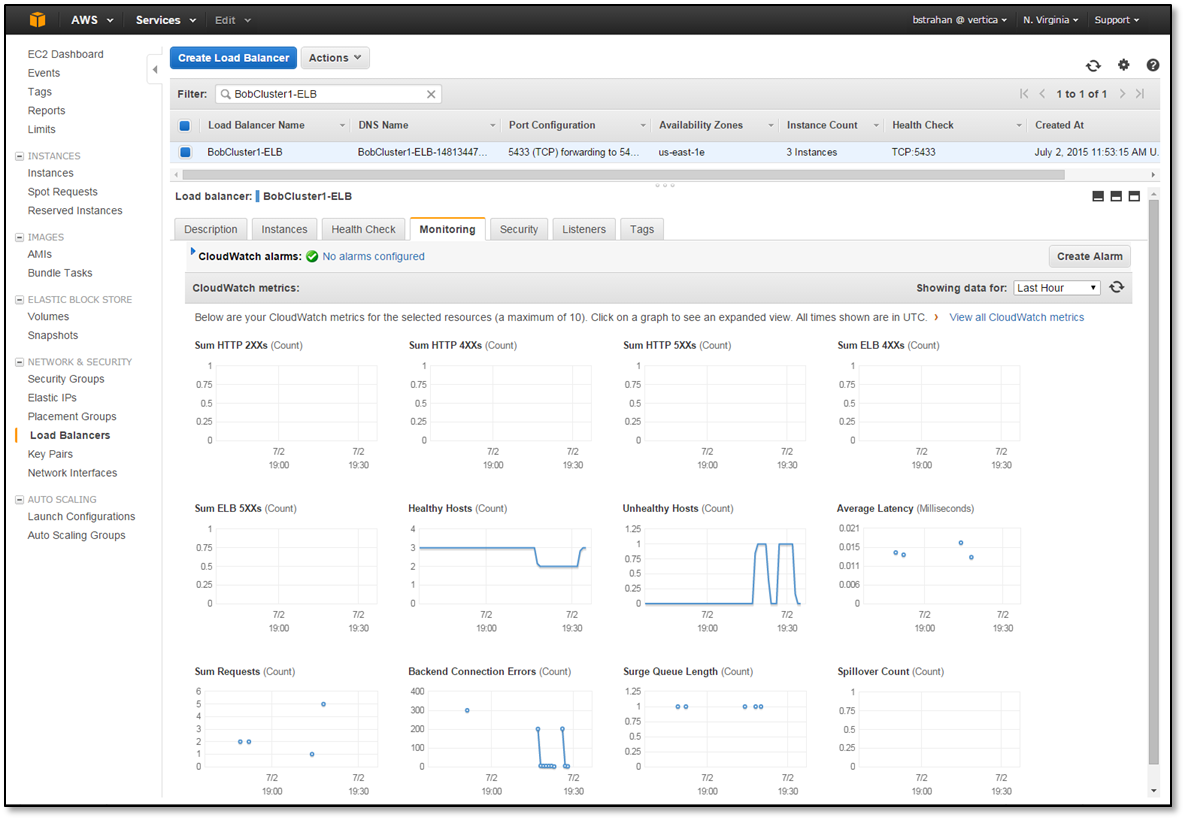 AWS Services Edit bstrahan @ vertica N. Virginia Support
EC2 Dashboard
Events
Tags
Reports
Limits
INSTANCES
Instances
Spot Requests
Reserved Instances
IMAGES
AMIs
Bundle Tasks
ELASTIC BLOCK STORE
Volumes
Snapshots
NETWORK & SECURITY
Security Groups
Elastic IPs
Placement Groups
Load Balancers
Key Pairs
Network Interfaces
AUTO SCALING
Launch Configurations
Auto Scaling Groups
Create Load Balancer Actions
Filter: BobCluster1-ELB 1 to 1 of 1
Load Balancer Name DNS Name Port Configuration Availability Zones Instance Count Health Check Created At
BobCluster1-ELB BobCluster1-ELB-14813447... 5433 (TCP) forwarding to 54... us-east-1e 3 Instances TCP:5433 July 2, 2015 11:53:15 AM U.
Load balancer: BobCluster1-ELB
Description Instances Health Check Monitoring Security Listeners Tags
CloudWatch alarms: No alarms configured Create Alarm
CloudWatch metrics: Showing data for: Last Hour
Below are your CloudWatch metrics for the selected resources (a maximum of 10). Click on a graph to see an expanded view. All times shown are in UTC. View all CloudWatch metrics
Sum HTTP 2XXs (Count) Sum HTTP 4XXs (Count) Sum HTTP 5XXs (Count) Sum ELB 4XXs (Count)
1 1 1 1
0.75 0.75 0.75 0.75
0.5 0.5 0.5 0.5
0.25 0.25 0.25 0.25
0 0 0 0
7/2 7/2 7/2 7/2 7/2 7/2 7/2 7/2
19:00 19:30 19:00 19:30 19:00 19:30 19:00 19:30
Sum ELB 5XXs (Count) Healthy Hosts (Count) Unhealthy Hosts (Count) Average Latency (Milliseconds)
1 4 1.25 0.021
0.75 3 1 0.015
0.5 2 0.75 0.011
0.25 1 0.5 0.006
0 0 0.25 0
0
7/2 7/2 7/2 7/2 7/2 7/2 7/2 7/2
19:00 19:30 19:00 19:30 19:00 19:30 19:00 19:30
Sum Requests (Count) Backend Connection Errors (Count) Surge Queue Length (Count) Spillover Count (Count)
6 400 1.25 1
5 300 1 0.75
4 200 0.75 0.5
3 100 0.5 0.25
2 0 0.25 0
1 0
0
7/2 7/2 7/2 7/2 7/2 7/2 7/2 7/2
19:00 19:30 19:00 19:30 19:00 19:30 19:00 19:30